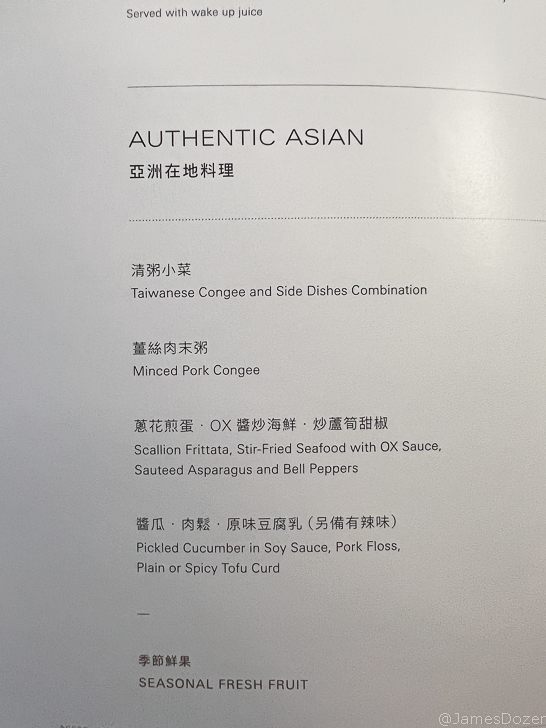 Served with wake up juice
AUTHENTIC ASIAN
亞洲在地料理
清粥小菜
Taiwanese Congee and Side Dishes Combination
薑絲肉末粥
Minced Pork Congee
蔥花煎蛋．OX 醬炒海鮮．炒蘆筍甜椒
Scallion Frittata, Stir-Fried Seafood with OX Sauce,
Sauteed Asparagus and Bell Peppers
醬瓜．肉鬆．原味豆腐乳（另備有辣味）
Pickled Cucumber in Soy Sauce, Pork Floss,
Plain or Spicy Tofu Curd
—
季節鮮果
SEASONAL FRESH FRUIT
@JamesDozer